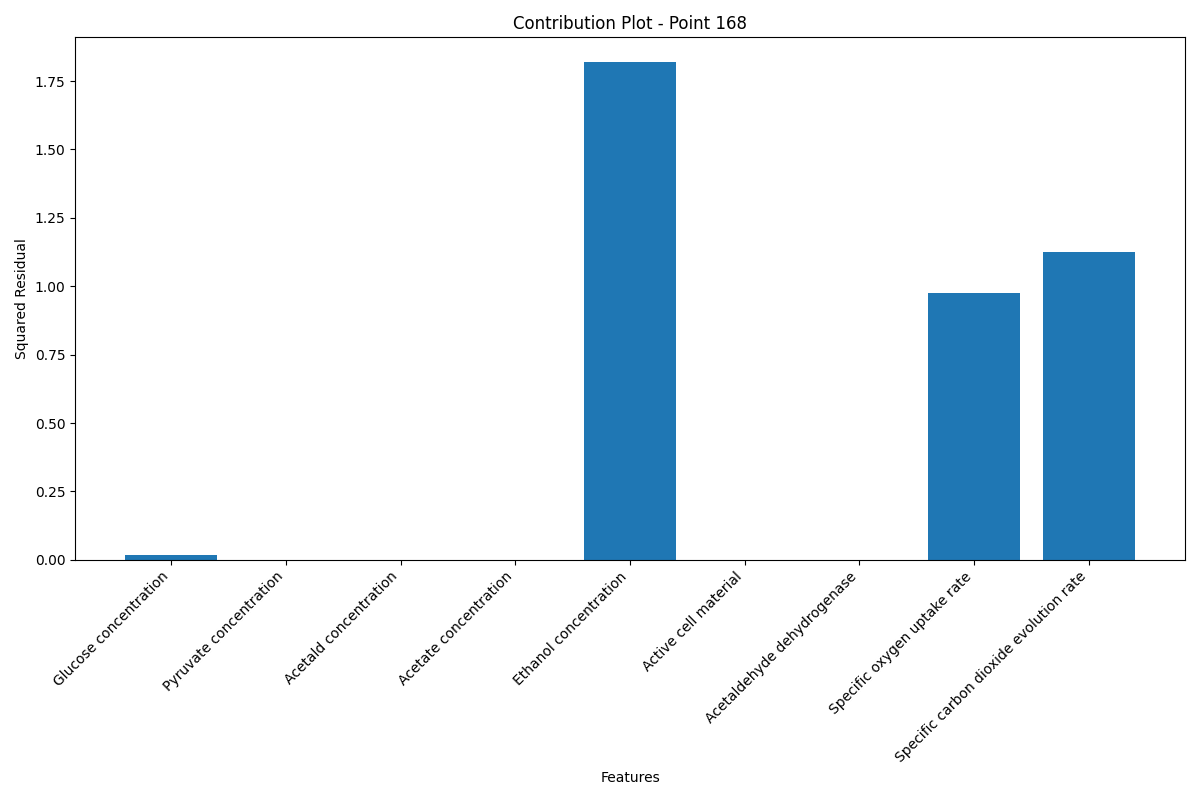 Contribution Plot - Point 168
Squared Residual
1.75
1.50
1.25
1.00
0.75
0.50
0.25
0.00
Glucose concentration
Pyruvate concentration
Acetald concentration
Acetate concentration
Ethanol concentration
Active cell material
Acetaldehyde dehydrogenase
Specific oxygen uptake rate
Specific carbon dioxide evolution rate
Features